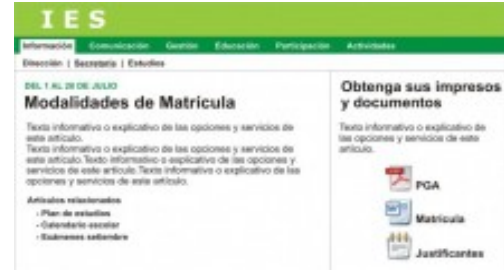 IES
Información Comunicación Gestión Educación Participación Actividades
Dirección | Secretaría | Estudios
DEL 1 AL 20 DE JULIO
Modalidades de Matricula
Texto informativo o explicativo de las opciones y servicios de
este artículo.
Texto informativo o explicativo de las opciones y servicios de
este artículo. Texto informativo o explicativo de las opciones y
servicios de este artículo. Texto informativo o explicativo de las
opciones y servicios de este artículo.
Artículos relacionados
- Plan de estudios
- Calendario escolar
- Exámenes setiembre
Obtenga sus impresos
y documentos
Texto informativo o explicativo de
las opciones y servicios de este
artículo.
PGA
Matricula
Justificantes